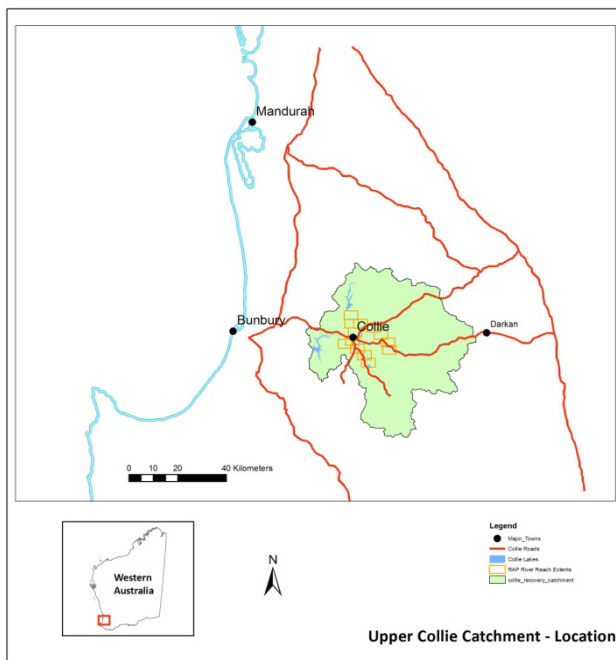 Mandurah
Bunbury
Collie
Darkan
0 10 20 40 Kilometers
Western
Australia
N
Legend
Major_Towns
Collie Roads
Collie Lakes
RAP River Reach Extents
collie_recovery_catchment
Upper Collie Catchment - Location